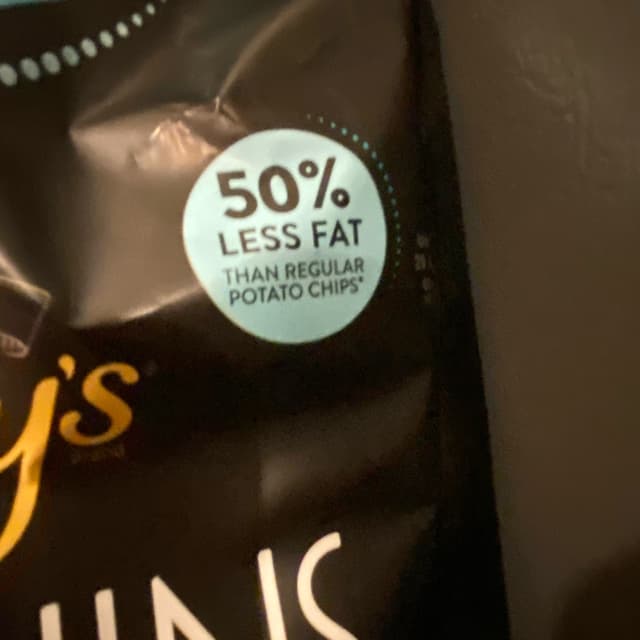 50%
LESS FAT
THAN REGULAR
POTATO CHIPS*
y's